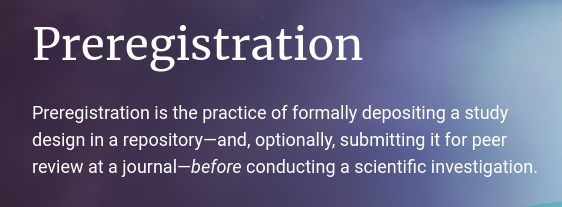 Preregistration
Preregistration is the practice of formally depositing a study
design in a repository—and, optionally, submitting it for peer
review at a journal—before conducting a scientific investigation.